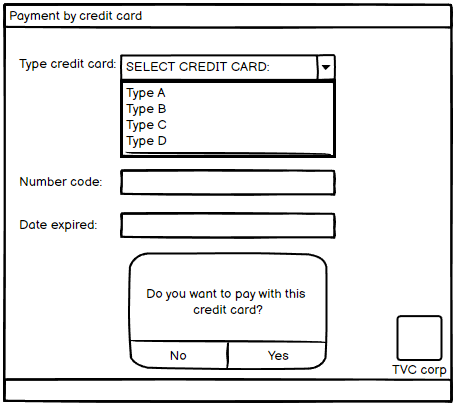 Payment by credit card
Type credit card: SELECT CREDIT CARD:
Type A
Type B
Type C
Type D
Number code:
Date expired:
Do you want to pay with this
credit card?
No Yes
TVC corp